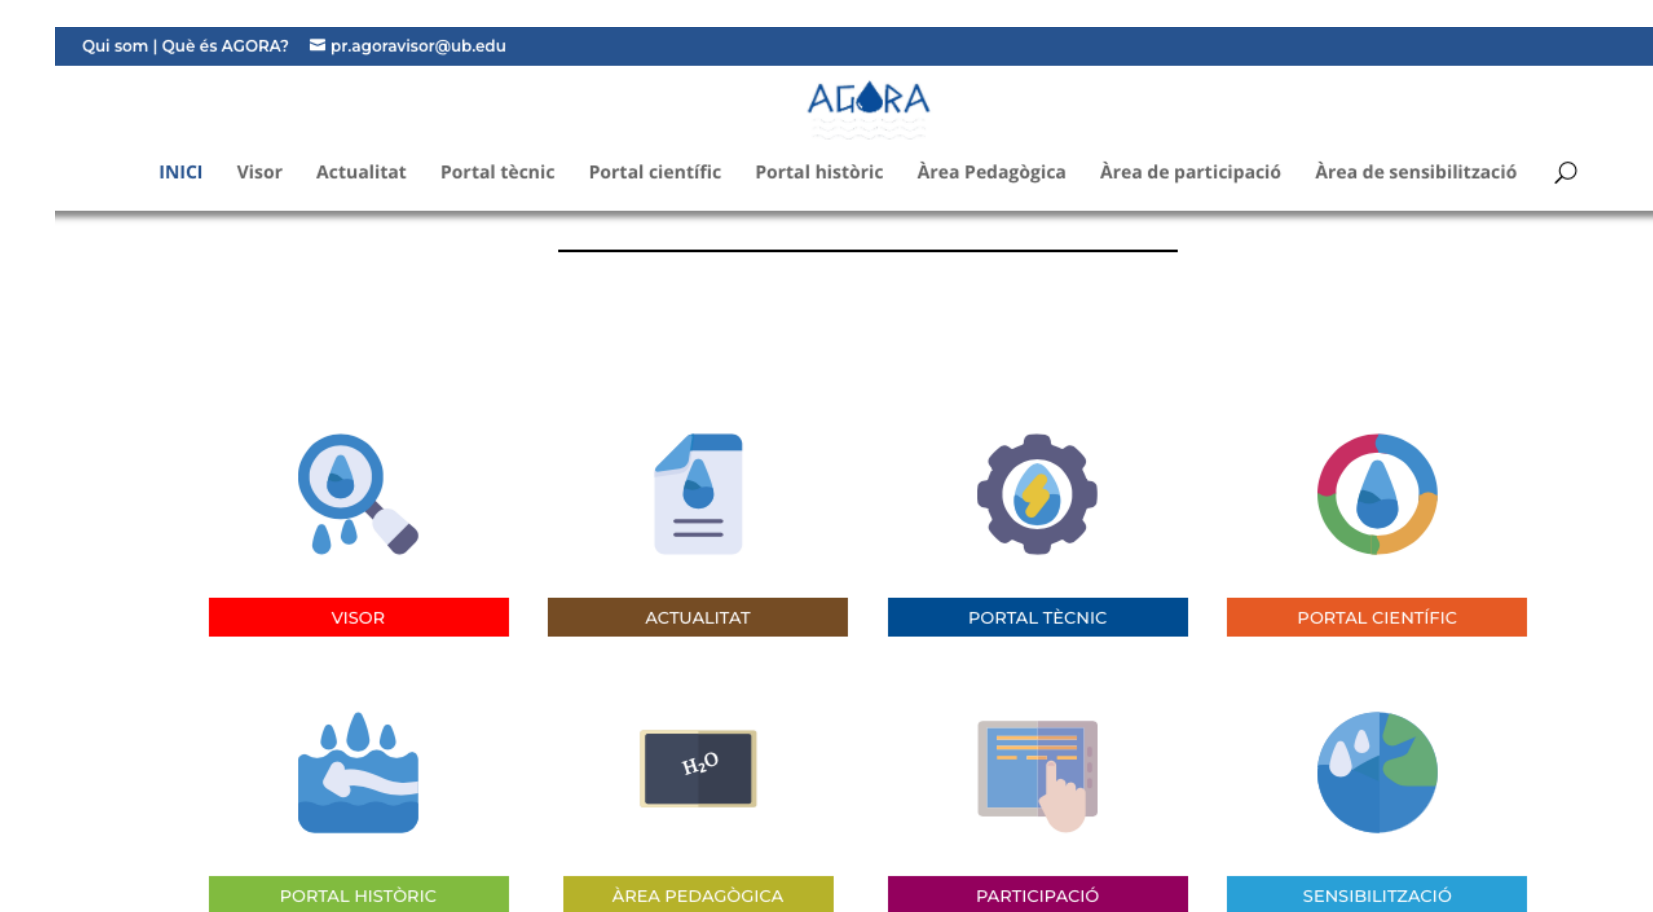 Qui som | Què és AGORA? pr.agoravisor@ub.edu
AGORA
INICI Visor Actualitat Portal tècnic Portal científic Portal històric Àrea Pedagògica Àrea de participació Àrea de sensibilització
VISOR ACTUALITAT PORTAL TÈCNIC PORTAL CIENTÍFIC
H₂O
PORTAL HISTÒRIC ÀREA PEDAGÒGICA PARTICIPACIÓ SENSIBILITZACIÓ